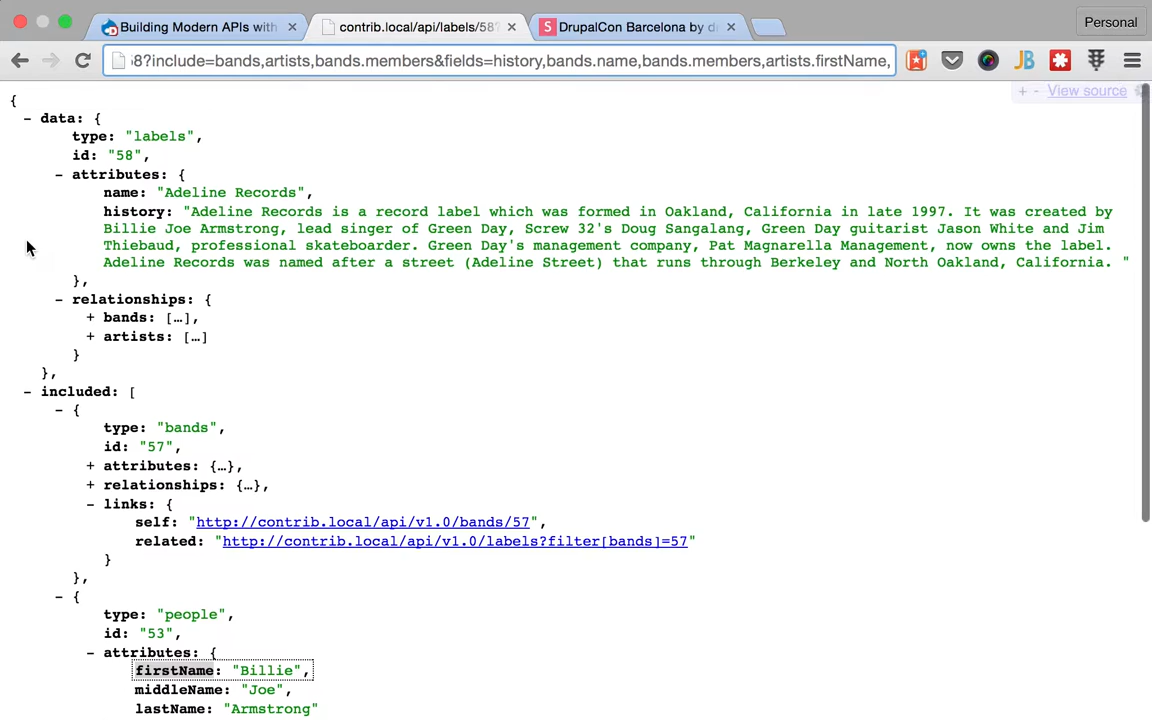 Building Modern APIs with
contrib.local/api/labels/58?
DrupalCon Barcelona by de
Personal
8?include=bands,artists,bands.members&fields=history,bands.name,bands.members,artists.firstName,
+ - View source
{
- data: {
type: "labels",
id: "58",
- attributes: {
name: "Adeline Records",
history: "Adeline Records is a record label which was formed in Oakland, California in late 1997. It was created by
Billie Joe Armstrong, lead singer of Green Day, Screw 32's Doug Sangalang, Green Day guitarist Jason White and Jim
Thiebaud, professional skateboarder. Green Day's management company, Pat Magnarella Management, now owns the label.
Adeline Records was named after a street (Adeline Street) that runs through Berkeley and North Oakland, California. "
},
- relationships: {
+ bands: […],
+ artists: […]
}
},
- included: [
- {
type: "bands",
id: "57",
+ attributes: {…},
+ relationships: {…},
- links: {
self: "http://contrib.local/api/v1.0/bands/57",
related: "http://contrib.local/api/v1.0/labels?filter[bands]=57"
}
},
- {
type: "people",
id: "53",
- attributes: {
firstName: "Billie",
middleName: "Joe",
lastName: "Armstrong"